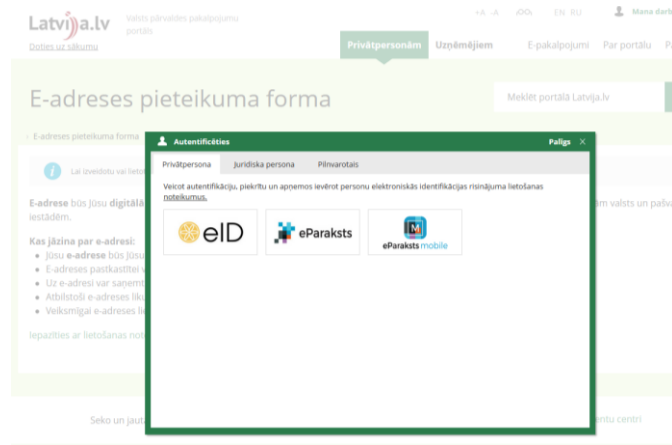 +A -A EN RU Mana darb
Latvija.lv
Valsts pārvaldes pakalpojumu
portāls
Doties uz sākumu
Privātpersonām Uzņēmējiem E-pakalpojumi Par portālu
E-adreses pieteikuma forma
Meklēt portālā Latvija.lv
E-adreses pieteikuma forma
Autentificēties
Palīgs
Privātpersona Juridiska persona Pilnvarotais
Lai izveidotu vai lietot
Veicot autentifikāciju, piekrītu un apņemos ievērot personu elektroniskās identifikācijas risinājuma lietošanas
noteikumus.
E-adrese būs Jūsu digitālā
ām valsts un pašva
iestādēm.
eID
eParaksts
eParaksts mobile
Kas jāzina par e-adresi:
Jūsu e-adrese būs Jūsu
E-adreses pastkastītei v
Uz e-adresi var saņemt
Atbilstoši e-adreses liku
Veiksmīgai e-adreses li
Iepazīties ar lietošanas not
Seko un jaut
entu centri